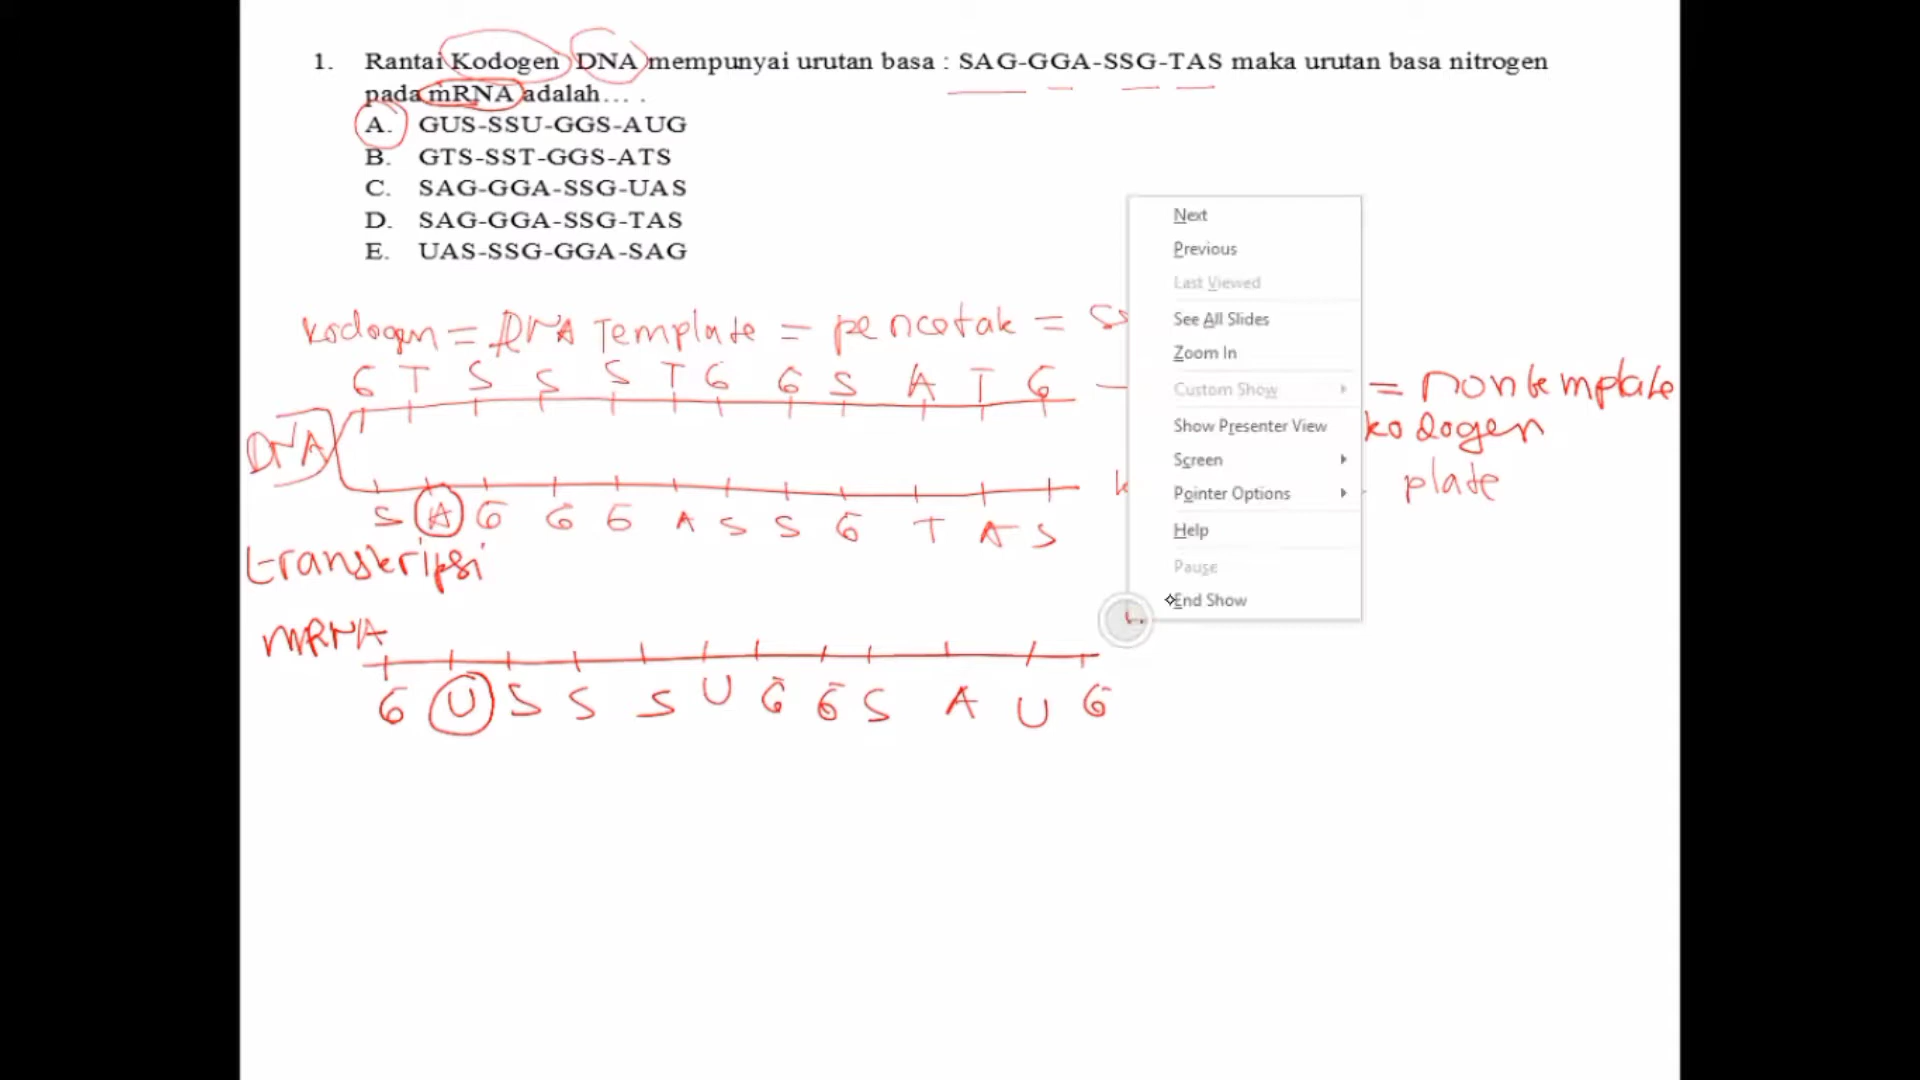 1. Rantai Kodogen DNA mempunyai urutan basa : SAG-GGA-SSG-TAS maka urutan basa nitrogen
pada mRNA adalah... .
A. GUS-SSU-GGS-AUG
B. GTS-SST-GGS-ATS
C. SAG-GGA-SSG-UAS
D. SAG-GGA-SSG-TAS
E. UAS-SSG-GGA-SAG
Next
Previous
Last Viewed
See All Slides
Zoom In
Custom Show
Show Presenter View
Screen
Pointer Options
Help
Pause
End Show
kodogen = DNA Template = pencetak =
G T S S S T G G S A T G = nontemplate
kodogen
DNA
plate
S A G G G A S S G T A S
transkripsi
mRNA
G U S S S U G G S A U G